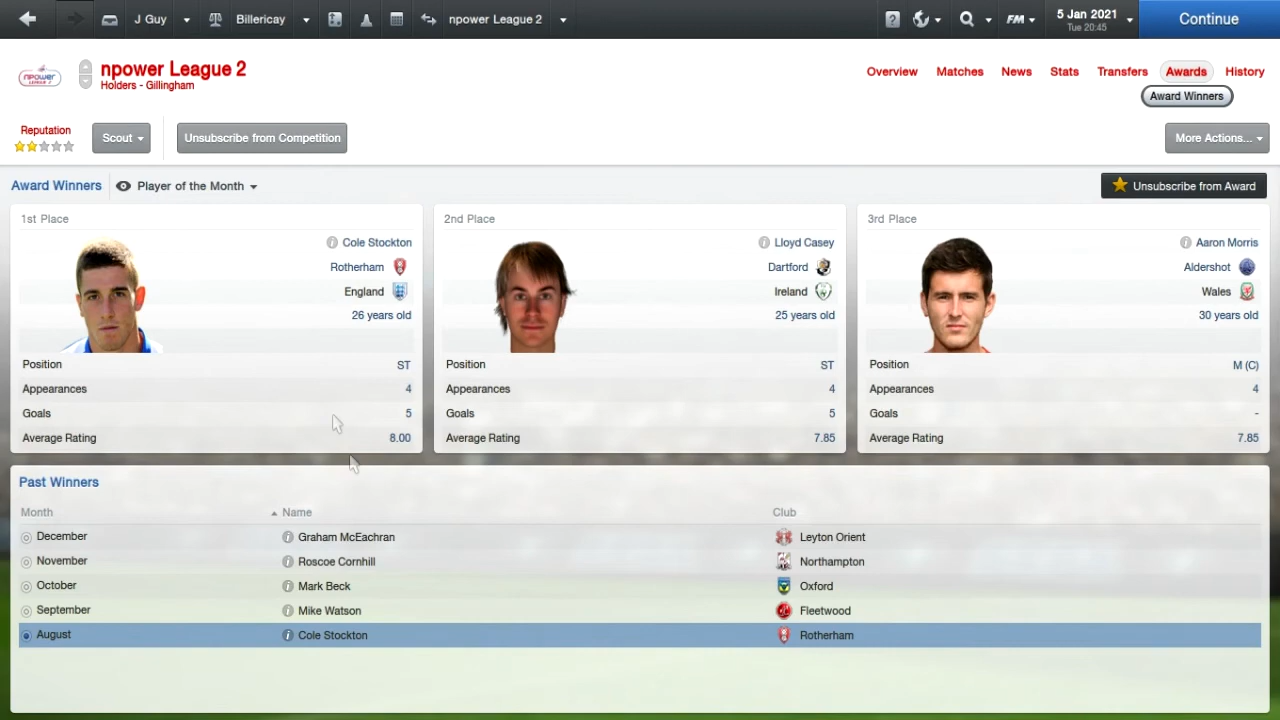 J Guy Billericay npower League 2 FM 5 Jan 2021 Continue
Tue 20:45
npower League 2
Holders - Gillingham
Overview Matches News Stats Transfers Awards History
Award Winners
Reputation
Scout Unsubscribe from Competition More Actions...
Award Winners Player of the Month Unsubscribe from Award
1st Place
Cole Stockton
Rotherham
England
26 years old
Position ST
Appearances 4
Goals 5
Average Rating 8.00
2nd Place
Lloyd Casey
Dartford
Ireland
25 years old
Position ST
Appearances 4
Goals 5
Average Rating 7.85
3rd Place
Aaron Morris
Aldershot
Wales
30 years old
Position M (C)
Appearances 4
Goals -
Average Rating 7.85
Past Winners
Month Name Club
December Graham McEachran Leyton Orient
November Roscoe Cornhill Northampton
October Mark Beck Oxford
September Mike Watson Fleetwood
August Cole Stockton Rotherham